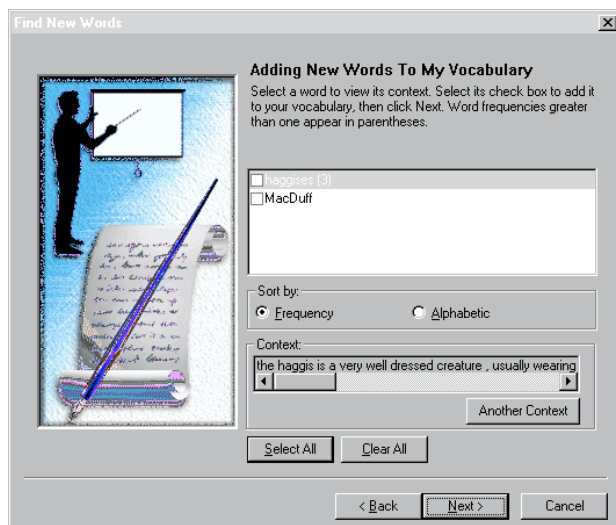 Find New Words
Adding New Words To My Vocabulary
Select a word to view its context. Select its check box to add it
to your vocabulary, then click Next. Word frequencies greater
than one appear in parentheses.
haggises (3)
MacDuff
Sort by:
Frequency
Alphabetic
Context:
the haggis is a very well dressed creature , usually wearing
Another Context
Select All
Clear All
< Back
Next >
Cancel